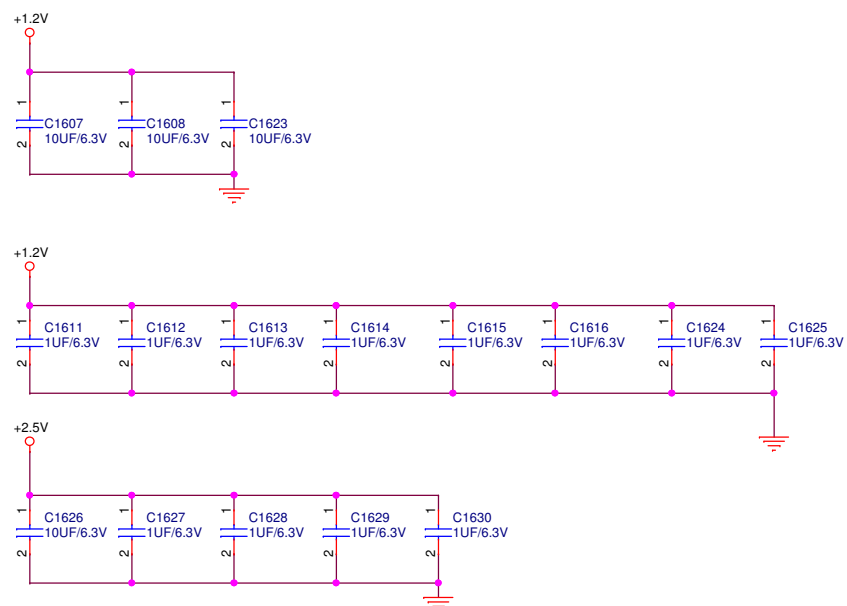 +1.2V
1 1 1
C1607 C1608 C1623
10UF/6.3V 10UF/6.3V 10UF/6.3V
2 2 2
+1.2V
1 1 1 1 1 1 1 1
C1611 C1612 C1613 C1614 C1615 C1616 C1624 C1625
1UF/6.3V 1UF/6.3V 1UF/6.3V 1UF/6.3V 1UF/6.3V 1UF/6.3V 1UF/6.3V 1UF/6.3V
2 2 2 2 2 2 2 2
+2.5V
1 1 1 1 1
C1626 C1627 C1628 C1629 C1630
10UF/6.3V 1UF/6.3V 1UF/6.3V 1UF/6.3V 1UF/6.3V
2 2 2 2 2